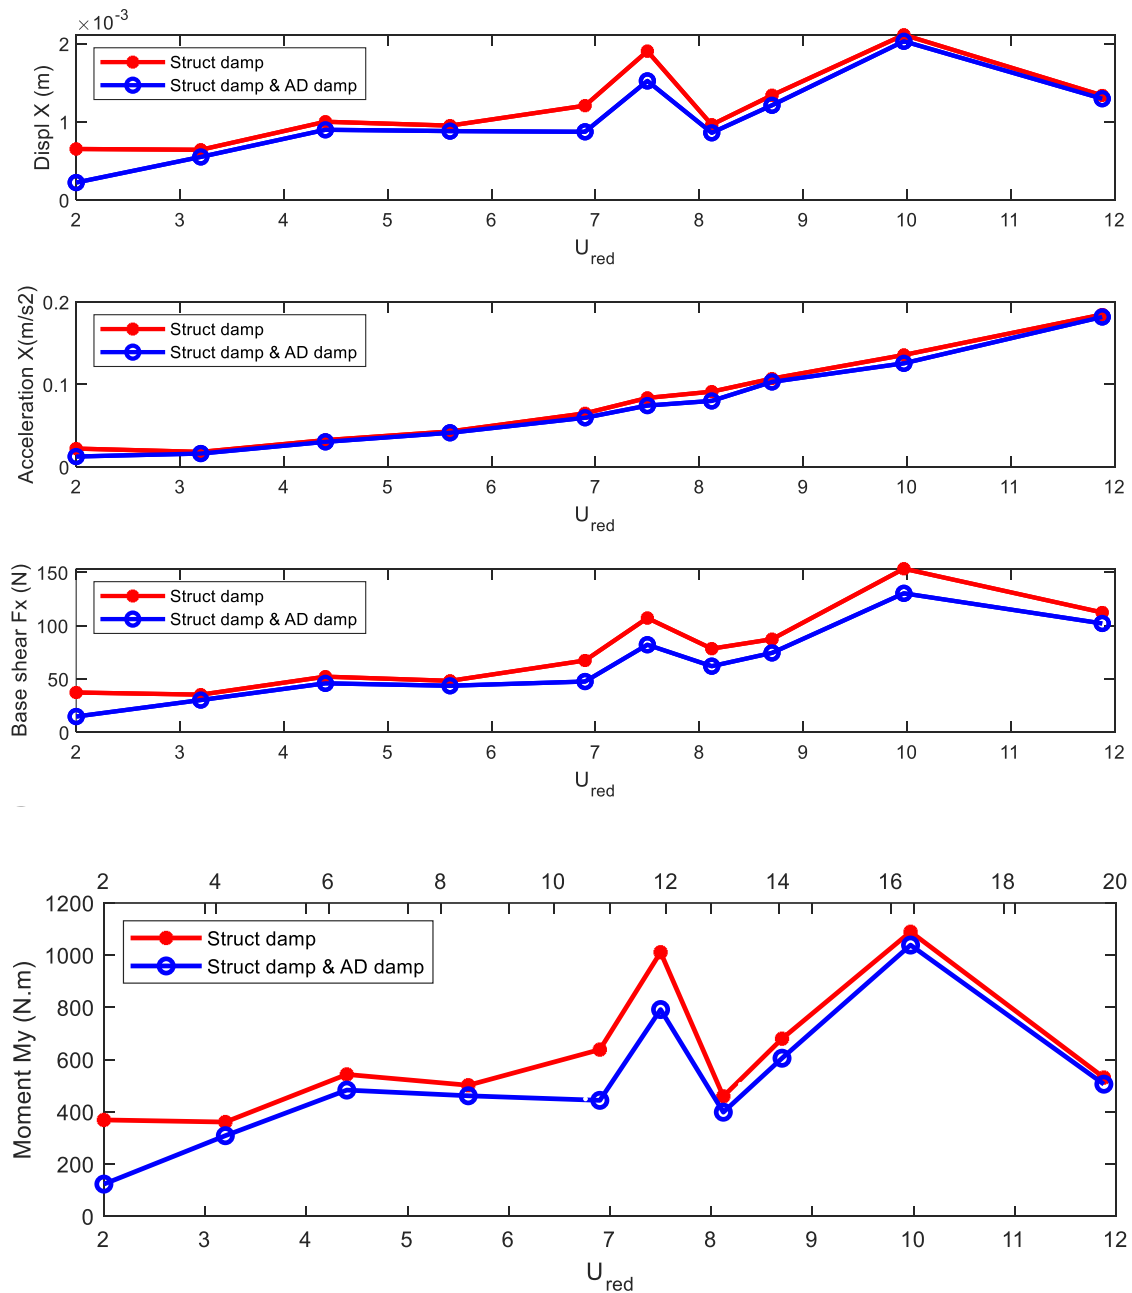 ×10-3
Displ X (m)
2
1
0
Struct damp
Struct damp & AD damp
2 3 4 5 6 7 8 9 10 11 12
Ured
Acceleration X(m/s2)
0.2
0.1
0
Struct damp
Struct damp & AD damp
2 3 4 5 6 7 8 9 10 11 12
Ured
Base shear Fx (N)
150
100
50
0
Struct damp
Struct damp & AD damp
2 3 4 5 6 7 8 9 10 11 12
Ured
2 4 6 8 10 12 14 16 18 20
Moment My (N.m)
1200
1000
800
600
400
200
0
Struct damp
Struct damp & AD damp
2 3 4 5 6 7 8 9 10 11 12
Ured